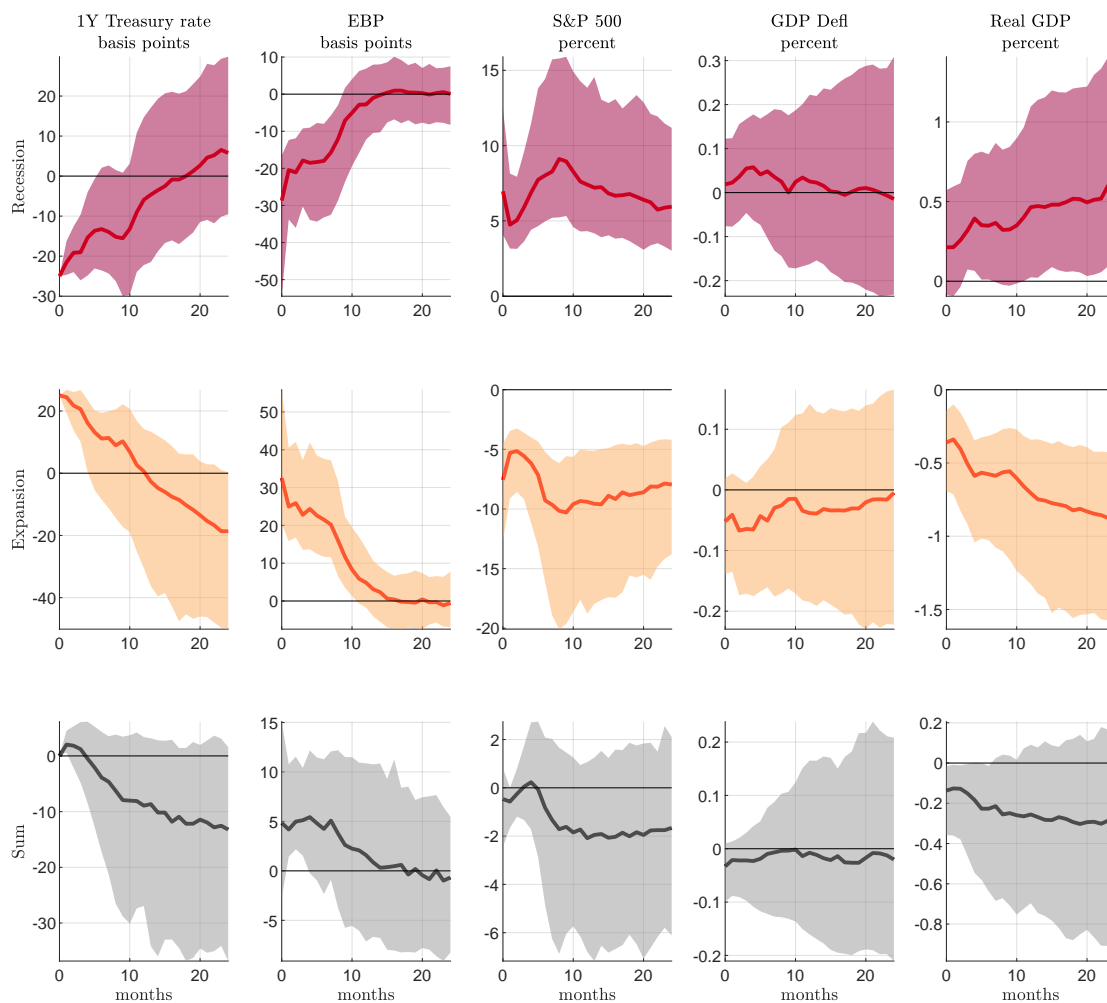 1Y Treasury rate
basis points
EBP
basis points
S&P 500
percent
GDP Defl
percent
Real GDP
percent
Recession
20
10
0
-10
-20
-30
0 10 20
10
0
-10
-20
-30
-40
-50
0 10 20
15
10
5
0
0 10 20
0.3
0.2
0.1
0
-0.1
-0.2
0 10 20
1
0.5
0
0 10 20
Expansion
20
0
-20
-40
0 10 20
50
40
30
20
10
0
0 10 20
0
-5
-10
-15
-20
0 10 20
0.1
0
-0.1
-0.2
0 10 20
0
-0.5
-1
-1.5
0 10 20
Sum
0
-10
-20
-30
0 10 20
months
15
10
5
0
-5
0 10 20
months
2
0
-2
-4
-6
0 10 20
months
0.2
0.1
0
-0.1
-0.2
0 10 20
months
0.2
0
-0.2
-0.4
-0.6
-0.8
0 10 20
months